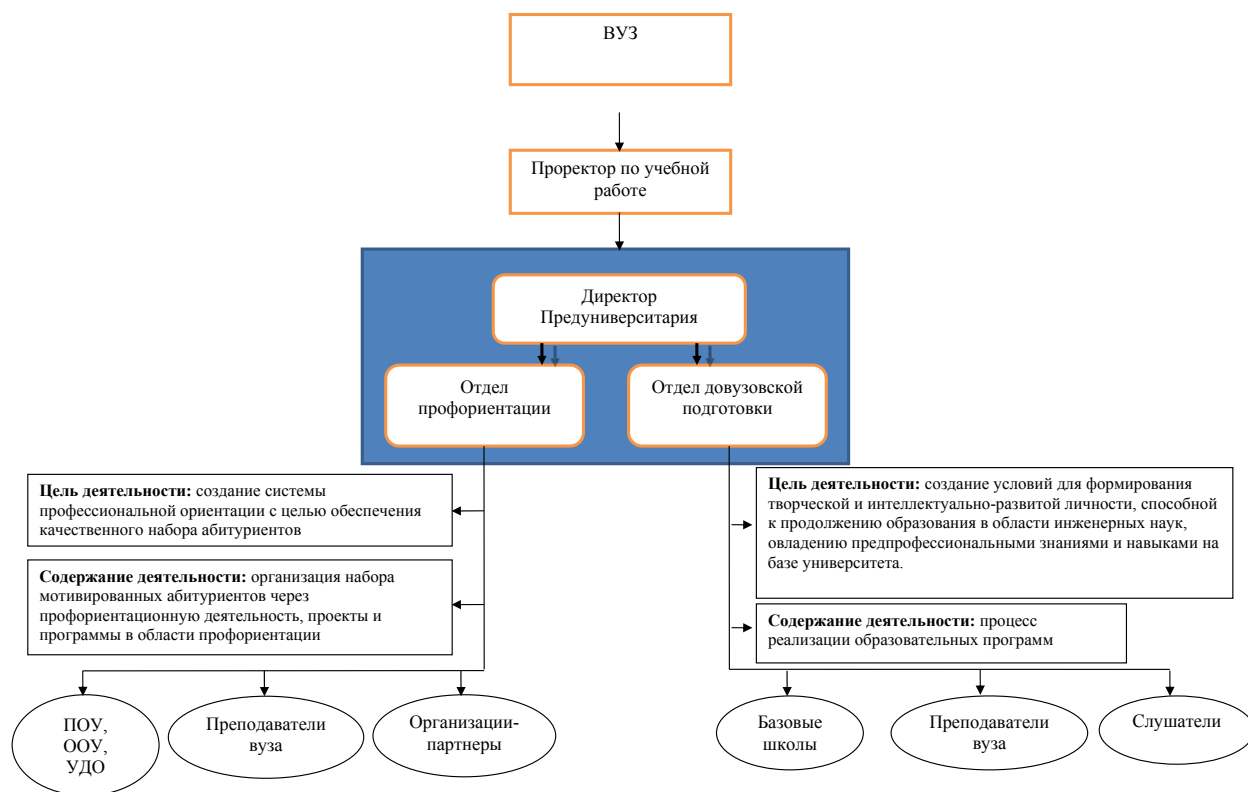 ВУЗ
Проректор по учебной
работе
Директор
Предуниверситария
Отдел
профориентации
Отдел довузовской
подготовки
Цель деятельности: создание системы
профессиональной ориентации с целью обеспечения
качественного набора абитуриентов
Содержание деятельности: организация набора
мотивированных абитуриентов через
профориентационную деятельность, проекты и
программы в области профориентации
Цель деятельности: создание условий для формирования
творческой и интеллектуально-развитой личности, способной
к продолжению образования в области инженерных наук,
овладению предпрофессиональными знаниями и навыками на
базе университета.
Содержание деятельности: процесс
реализации образовательных программ
ПОУ,
ООУ,
УДО
Преподаватели
вуза
Организации-
партнеры
Базовые
школы
Преподаватели
вуза
Слушатели